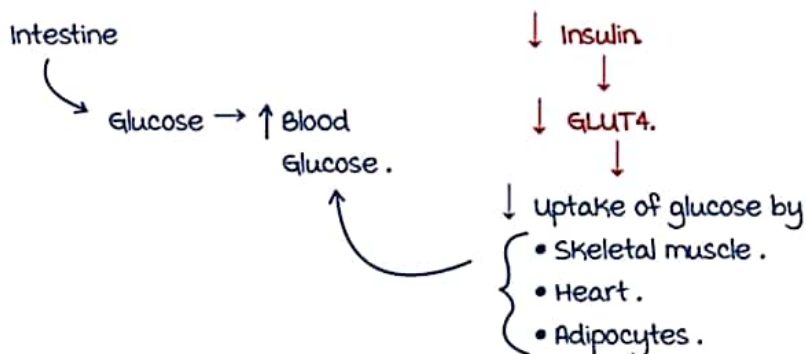 Intestine
Glucose → ↑ Blood
Glucose.
↓ Insulin
↓
↓ GLUT4.
↓
↓ uptake of glucose by
• Skeletal muscle.
• Heart.
• Adipocytes.